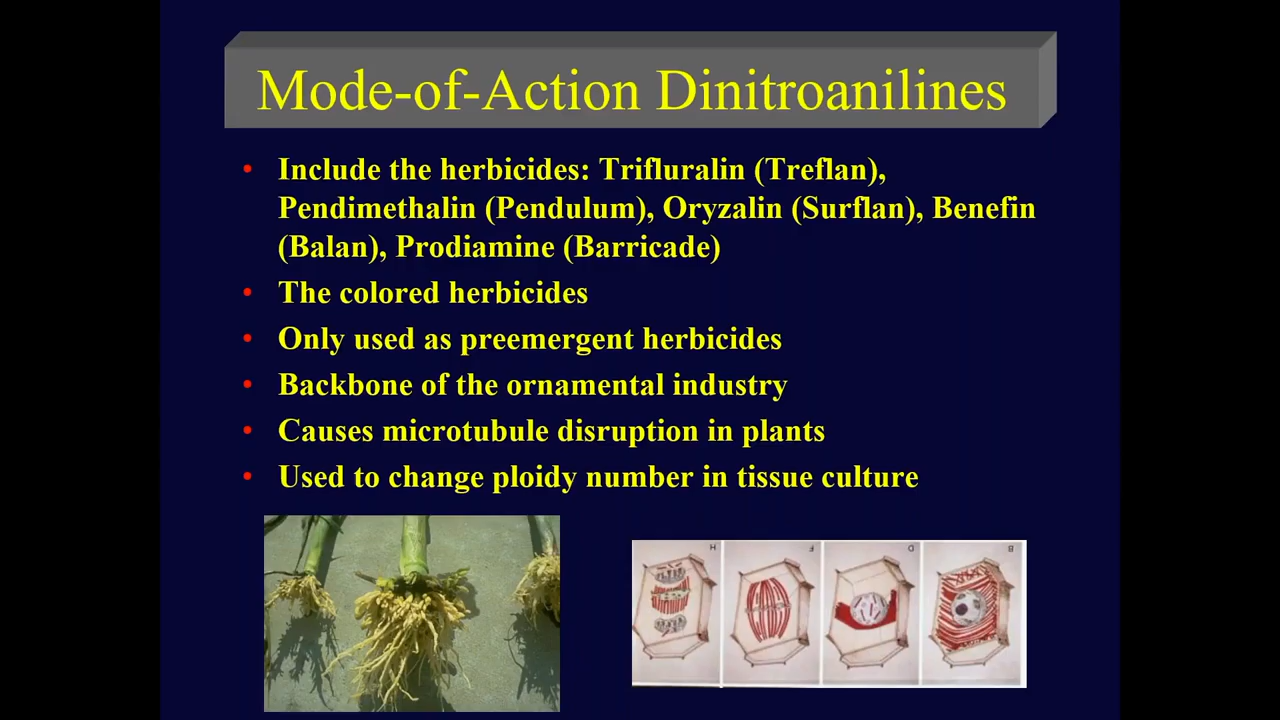 Mode-of-Action Dinitroanilines
• Include the herbicides: Trifluralin (Treflan),
Pendimethalin (Pendulum), Oryzalin (Surflan), Benefin
(Balan), Prodiamine (Barricade)
• The colored herbicides
• Only used as preemergent herbicides
• Backbone of the ornamental industry
• Causes microtubule disruption in plants
• Used to change ploidy number in tissue culture
H F D B